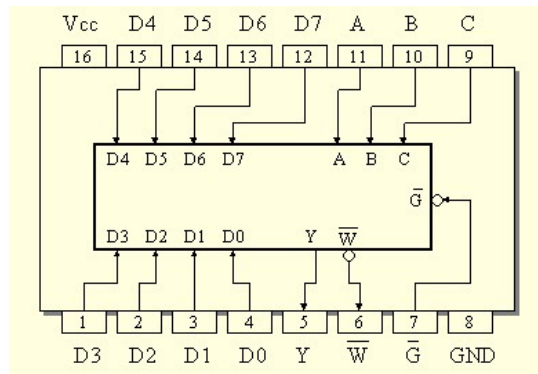 Vcc D4 D5 D6 D7 A B C
16 15 14 13 12 11 10 9
D4 D5 D6 D7 A B C
G̅
D3 D2 D1 D0 Y W̅
1 2 3 4 5 6 7 8
D3 D2 D1 D0 Y W̅ G̅ GND